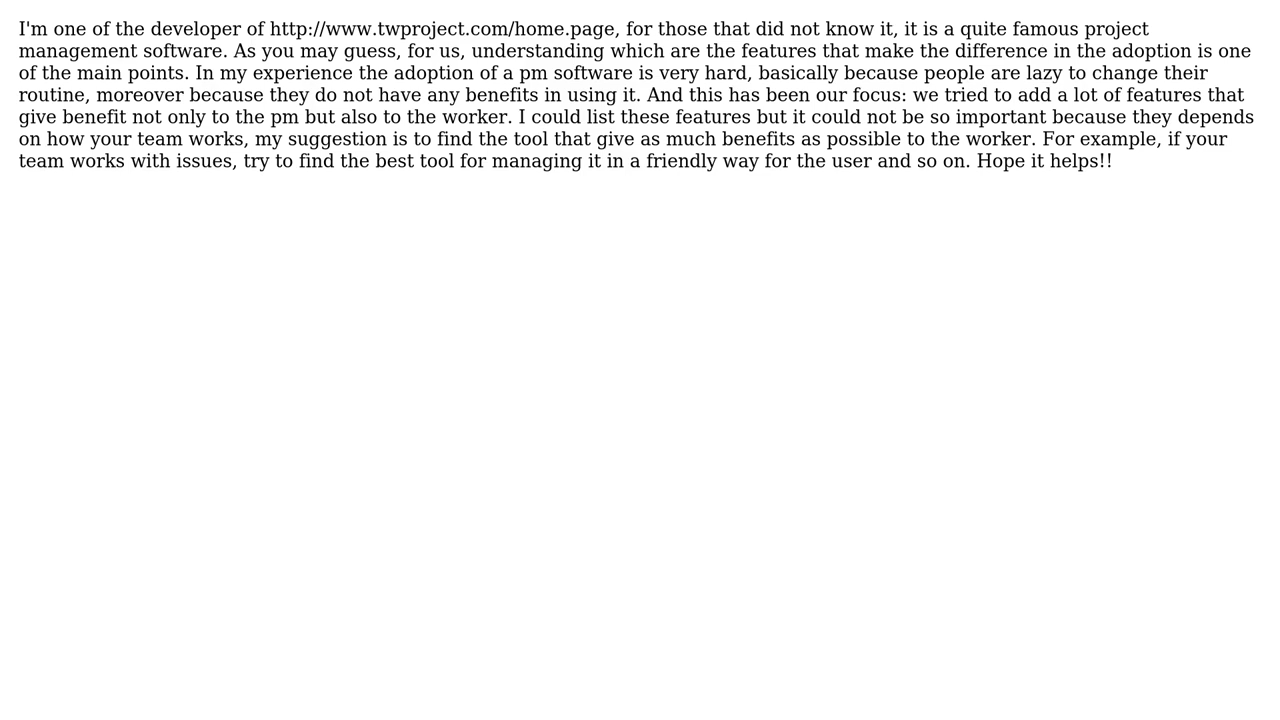 I'm one of the developer of http://www.twproject.com/home.page, for those that did not know it, it is a quite famous project
management software. As you may guess, for us, understanding which are the features that make the difference in the adoption is one
of the main points. In my experience the adoption of a pm software is very hard, basically because people are lazy to change their
routine, moreover because they do not have any benefits in using it. And this has been our focus: we tried to add a lot of features that
give benefit not only to the pm but also to the worker. I could list these features but it could not be so important because they depends
on how your team works, my suggestion is to find the tool that give as much benefits as possible to the worker. For example, if your
team works with issues, try to find the best tool for managing it in a friendly way for the user and so on. Hope it helps!!